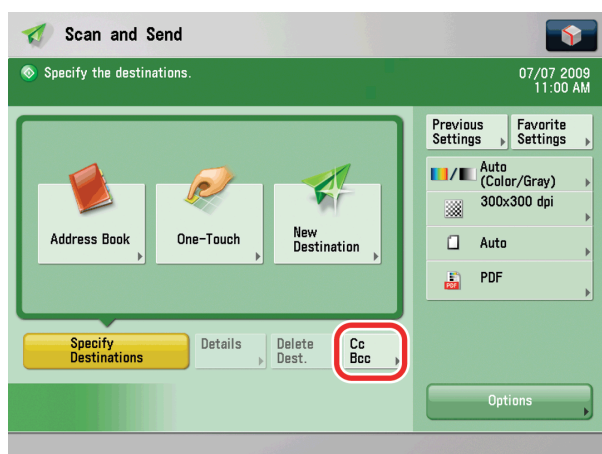 Scan and Send
Specify the destinations.
07/07 2009
11:00 AM
Previous
Settings
Favorite
Settings
Auto
(Color/Gray)
300x300 dpi
Auto
PDF
PDF
Address Book
One-Touch
New
Destination
Specify
Destinations
Details
Delete
Dest.
Cc
Bcc
Options